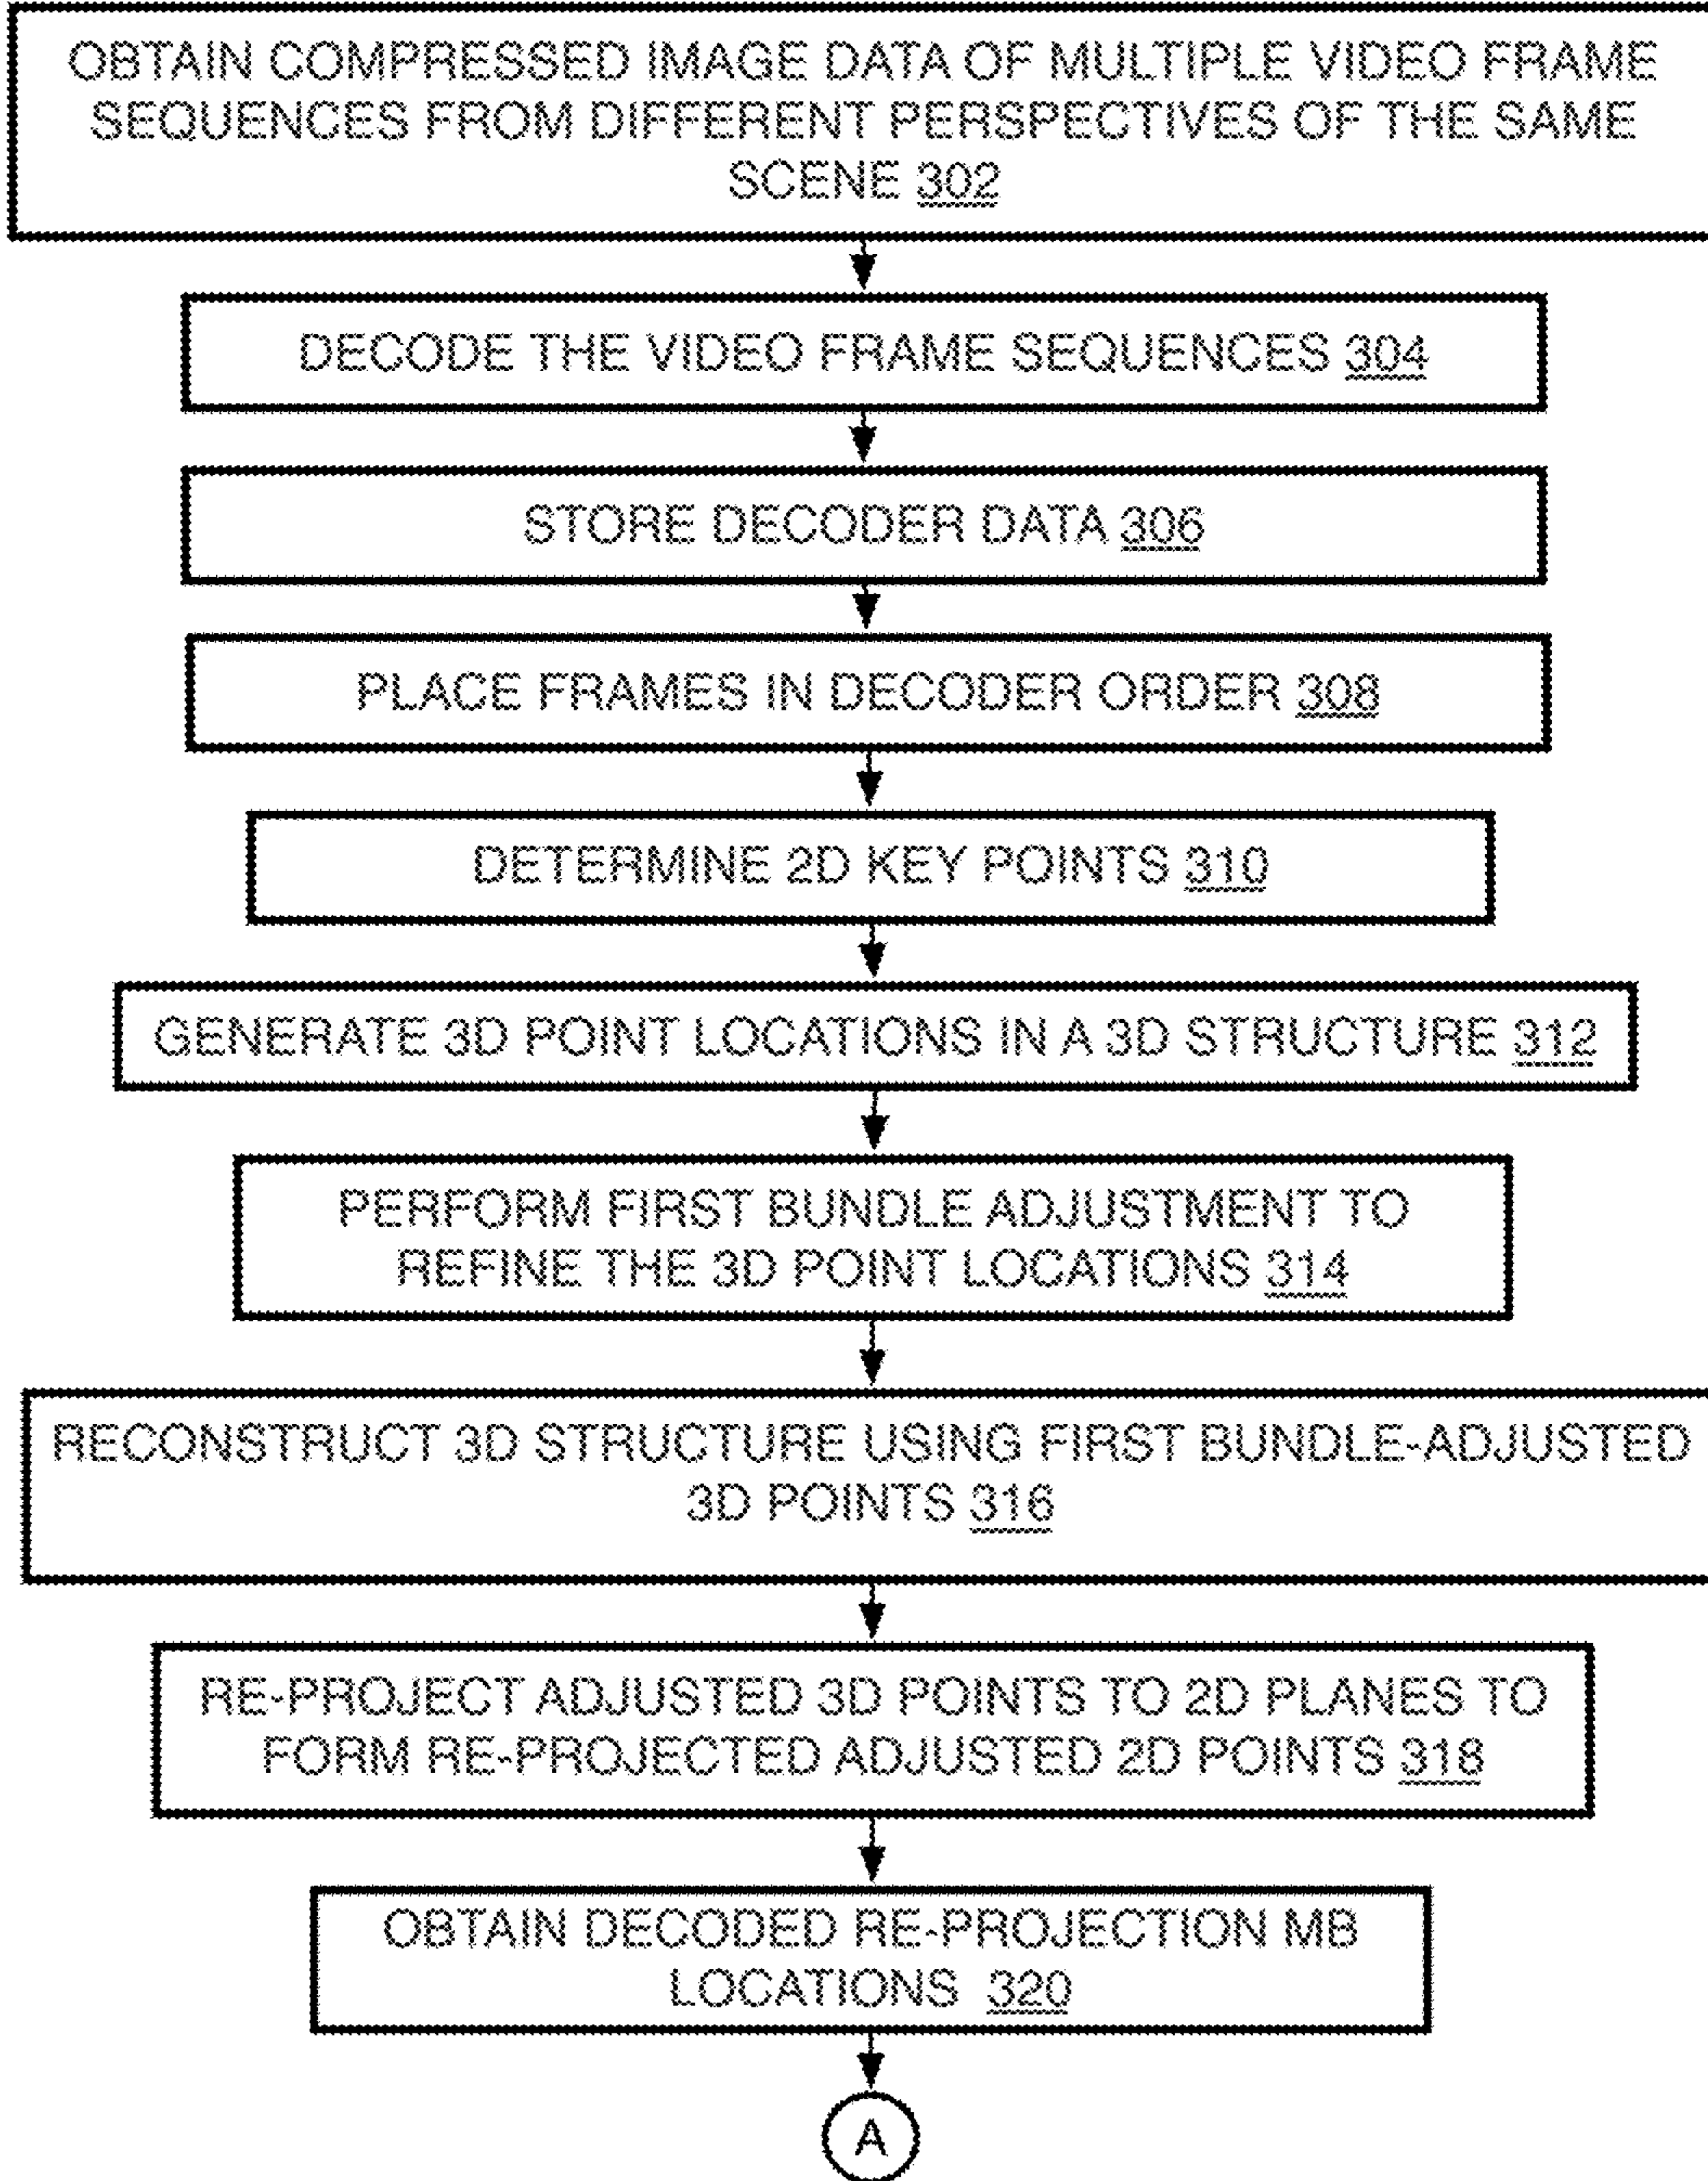 OBTAIN COMPRESSED IMAGE DATA OF MULTIPLE VIDEO FRAME
SEQUENCES FROM DIFFERENT PERSPECTIVES OF THE SAME
SCENE 302
DECODE THE VIDEO FRAME SEQUENCES 304
STORE DECODER DATA 306
PLACE FRAMES IN DECODER ORDER 308
DETERMINE 2D KEY POINTS 310
GENERATE 3D POINT LOCATIONS IN A 3D STRUCTURE 312
PERFORM FIRST BUNDLE ADJUSTMENT TO
REFINE THE 3D POINT LOCATIONS 314
RECONSTRUCT 3D STRUCTURE USING FIRST BUNDLE-ADJUSTED
3D POINTS 316
RE-PROJECT ADJUSTED 3D POINTS TO 2D PLANES TO
FORM RE-PROJECTED ADJUSTED 2D POINTS 318
OBTAIN DECODED RE-PROJECTION MB
LOCATIONS 320
A